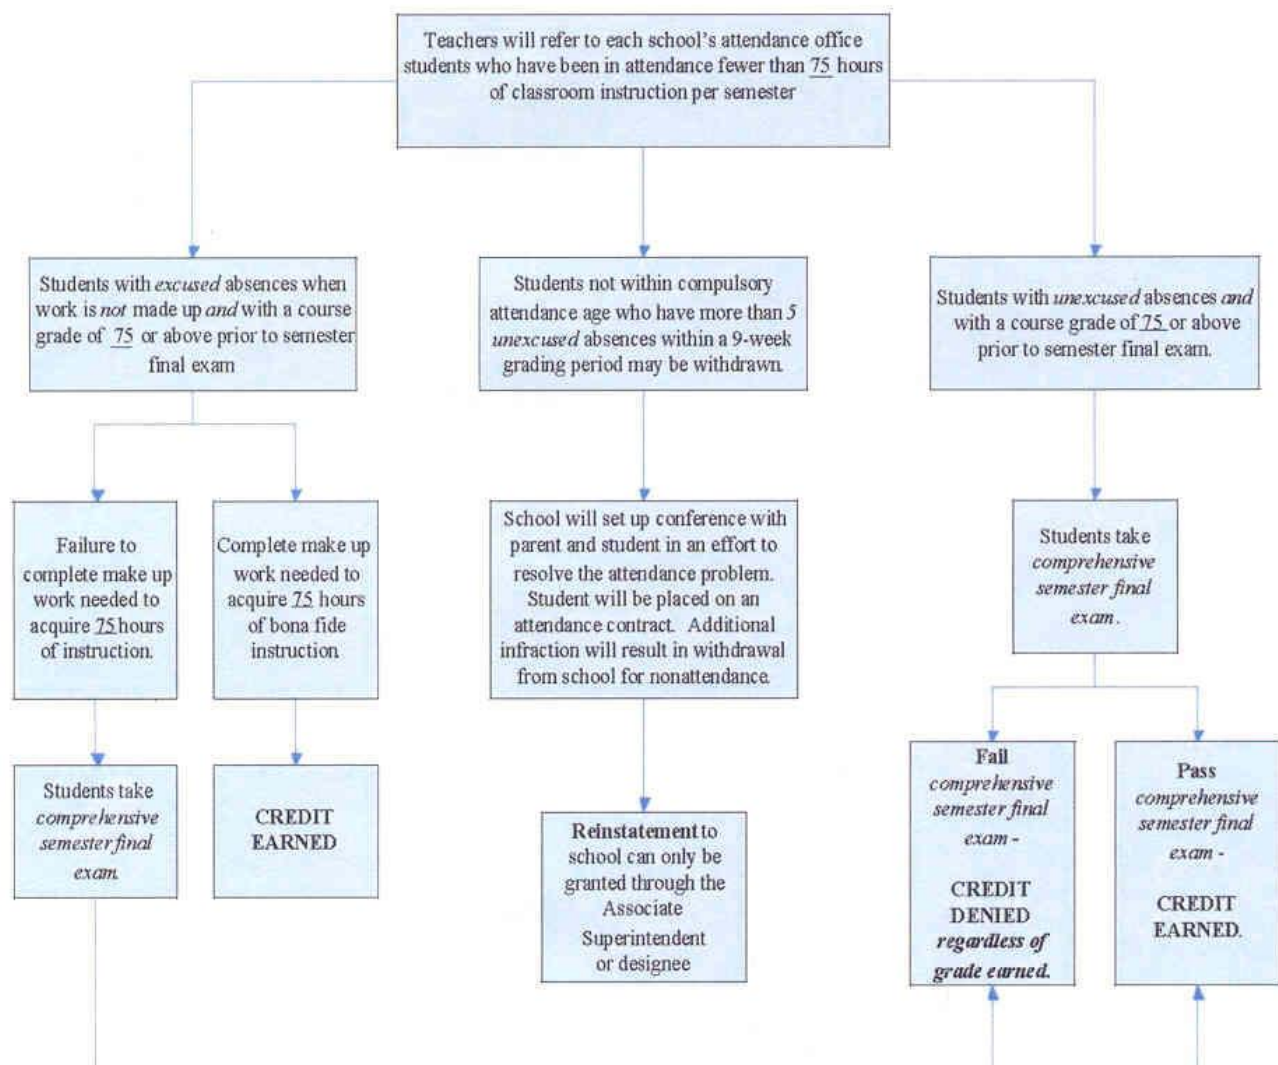 Teachers will refer to each school's attendance office
students who have been in attendance fewer than 75 hours
of classroom instruction per semester
Students with excused absences when
work is not made up and with a course
grade of 75 or above prior to semester
final exam
Students not within compulsory
attendance age who have more than 5
unexcused absences within a 9-week
grading period may be withdrawn.
Students with unexcused absences and
with a course grade of 75 or above
prior to semester final exam.
Failure to
complete make up
work needed to
acquire 75 hours
of instruction.
Complete make up
work needed to
acquire 75 hours
of bona fide
instruction.
School will set up conference with
parent and student in an effort to
resolve the attendance problem.
Student will be placed on an
attendance contract. Additional
infraction will result in withdrawal
from school for nonattendance.
Students take
comprehensive
semester final
exam.
Students take
comprehensive
semester final
exam.
CREDIT
EARNED
Reinstatement to
school can only be
granted through the
Associate
Superintendent
or designee
Fail
comprehensive
semester final
exam -
CREDIT
DENIED
regardless of
grade earned.
Pass
comprehensive
semester final
exam -
CREDIT
EARNED.